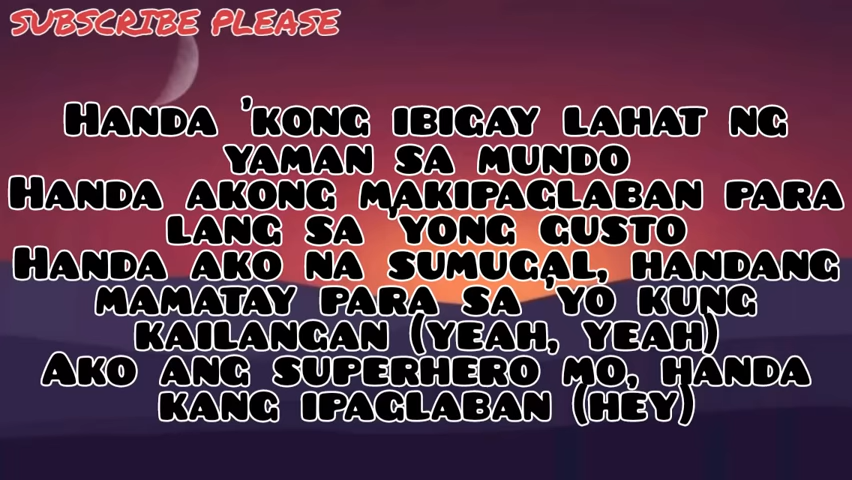 SUBSCRIBE PLEASE
Handa 'kong ibigay lahat ng
yaman sa mundo
Handa akong makipaglaban para
lang sa 'yong gusto
Handa ako na sumugal, handang
mamatay para sa 'yo kung
kailangan (yeah, yeah)
Ako ang superhero mo, handa
kang ipaglaban (hey)